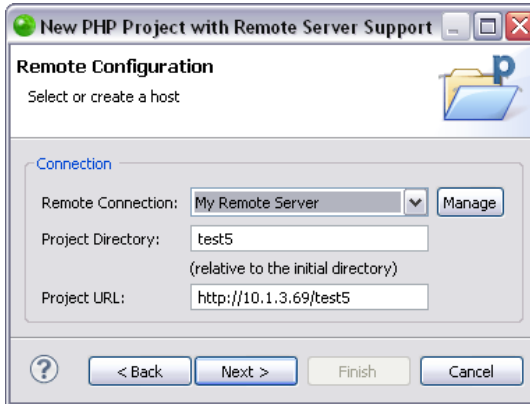 New PHP Project with Remote Server Support
Remote Configuration
Select or create a host
Connection
Remote Connection: My Remote Server Manage
Project Directory: test5
(relative to the initial directory)
Project URL: http://10.1.3.69/test5
? < Back Next > Finish Cancel